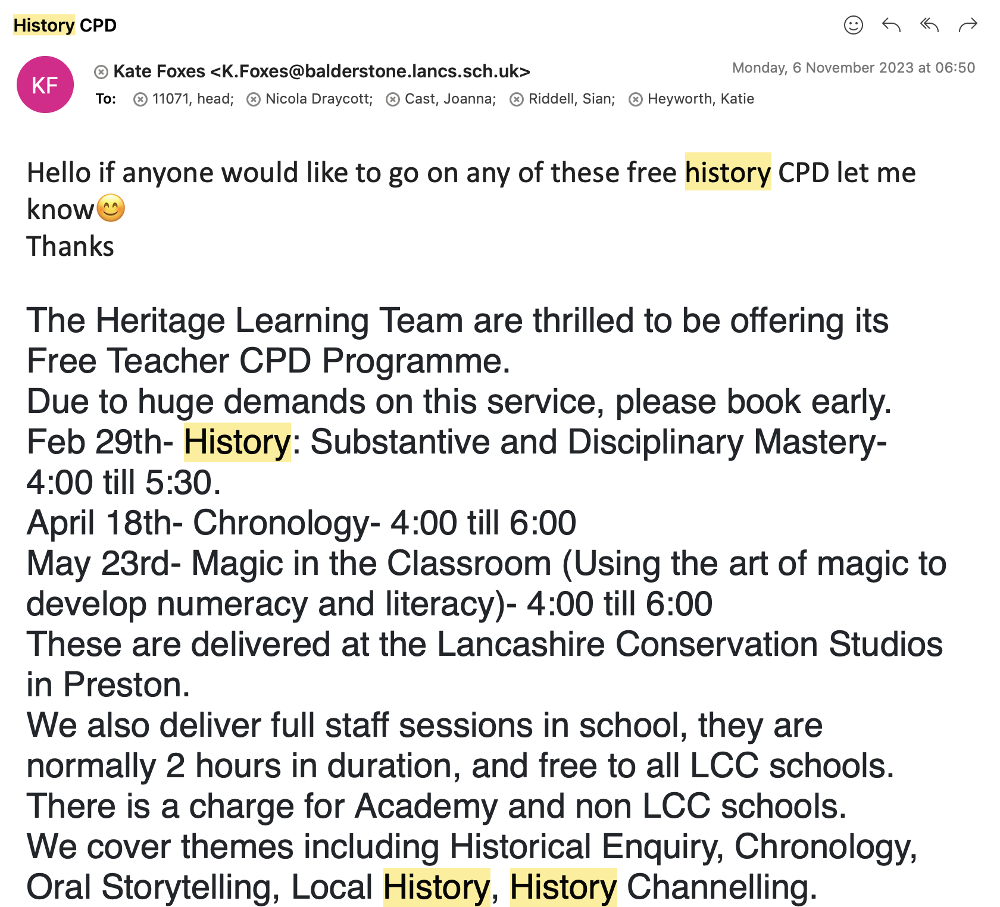 History CPD
KF
Kate Foxes <K.Foxes@balderstone.lancs.sch.uk>
Monday, 6 November 2023 at 06:50
To: 11071, head; Nicola Draycott; Cast, Joanna; Riddell, Sian; Heyworth, Katie
Hello if anyone would like to go on any of these free history CPD let me
know😊
Thanks
The Heritage Learning Team are thrilled to be offering its
Free Teacher CPD Programme.
Due to huge demands on this service, please book early.
Feb 29th- History: Substantive and Disciplinary Mastery-
4:00 till 5:30.
April 18th- Chronology- 4:00 till 6:00
May 23rd- Magic in the Classroom (Using the art of magic to
develop numeracy and literacy)- 4:00 till 6:00
These are delivered at the Lancashire Conservation Studios
in Preston.
We also deliver full staff sessions in school, they are
normally 2 hours in duration, and free to all LCC schools.
There is a charge for Academy and non LCC schools.
We cover themes including Historical Enquiry, Chronology,
Oral Storytelling, Local History, History Channelling.